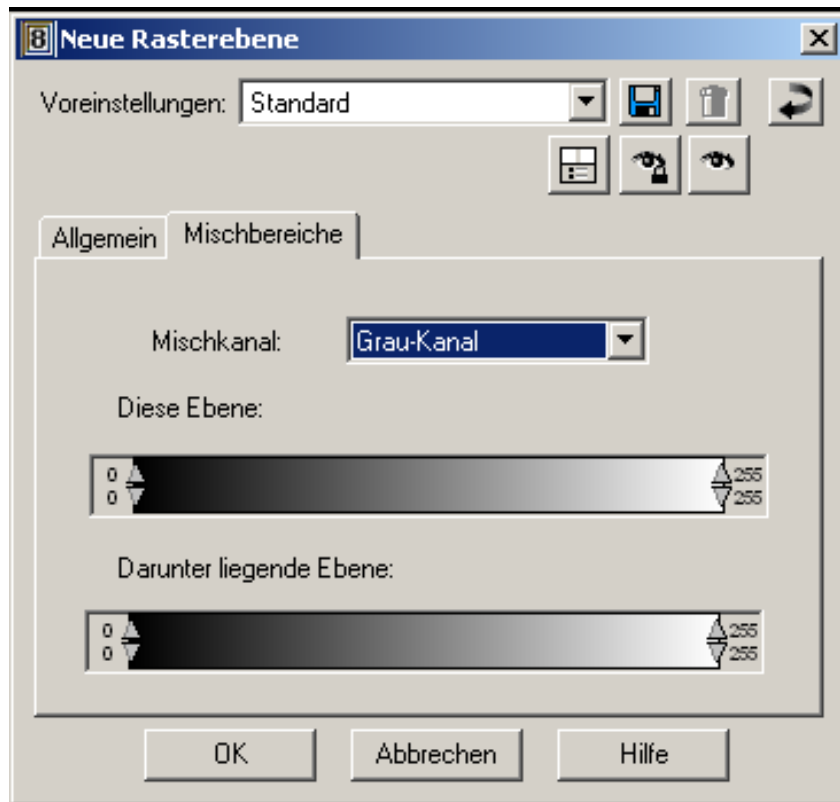 8 Neue Rasterebene
Voreinstellungen: Standard
Allgemein Mischbereiche
Mischkanal: Grau-Kanal
Diese Ebene:
0 255
0 255
Darunter liegende Ebene:
0 255
0 255
OK Abbrechen Hilfe